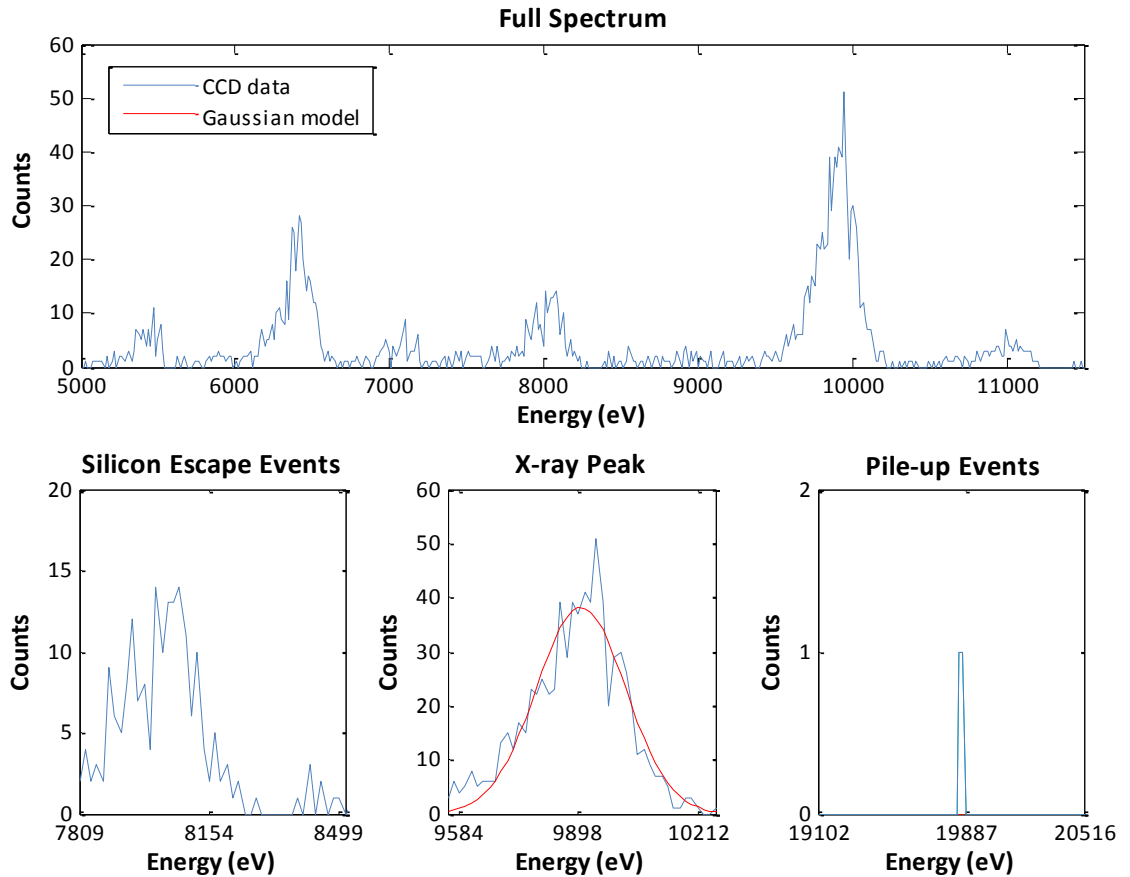 Full Spectrum
60
50
40
30
20
10
0
Counts
CCD data
Gaussian model
5000 6000 7000 8000 9000 10000 11000
Energy (eV)
Silicon Escape Events
20
15
10
5
0
Counts
7809 8154 8499
Energy (eV)
X-ray Peak
60
50
40
30
20
10
0
Counts
9584 9898 10212
Energy (eV)
Pile-up Events
2
1
0
Counts
19102 19887 20516
Energy (eV)